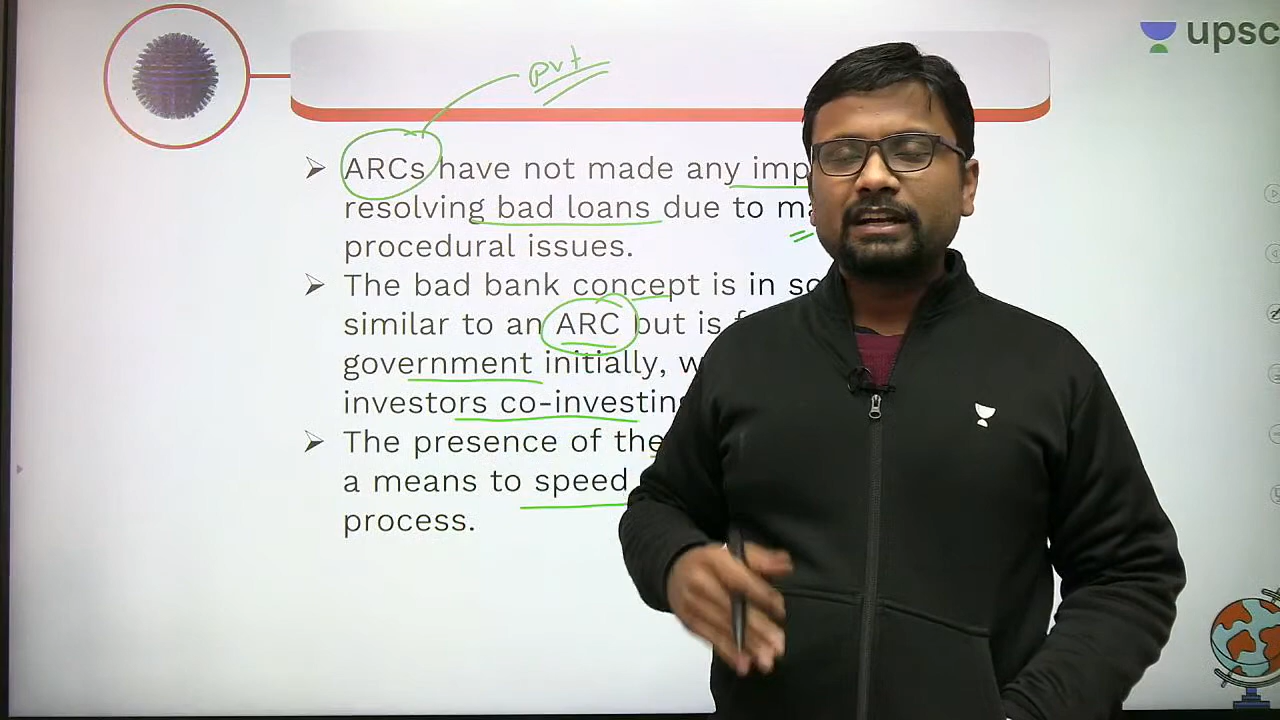 upsc
pvt
ARCs have not made any imp
resolving bad loans due to ma
procedural issues.
The bad bank concept is in so
similar to an ARC but is f
government initially, w
investors co-investing
The presence of the
a means to speed
process.